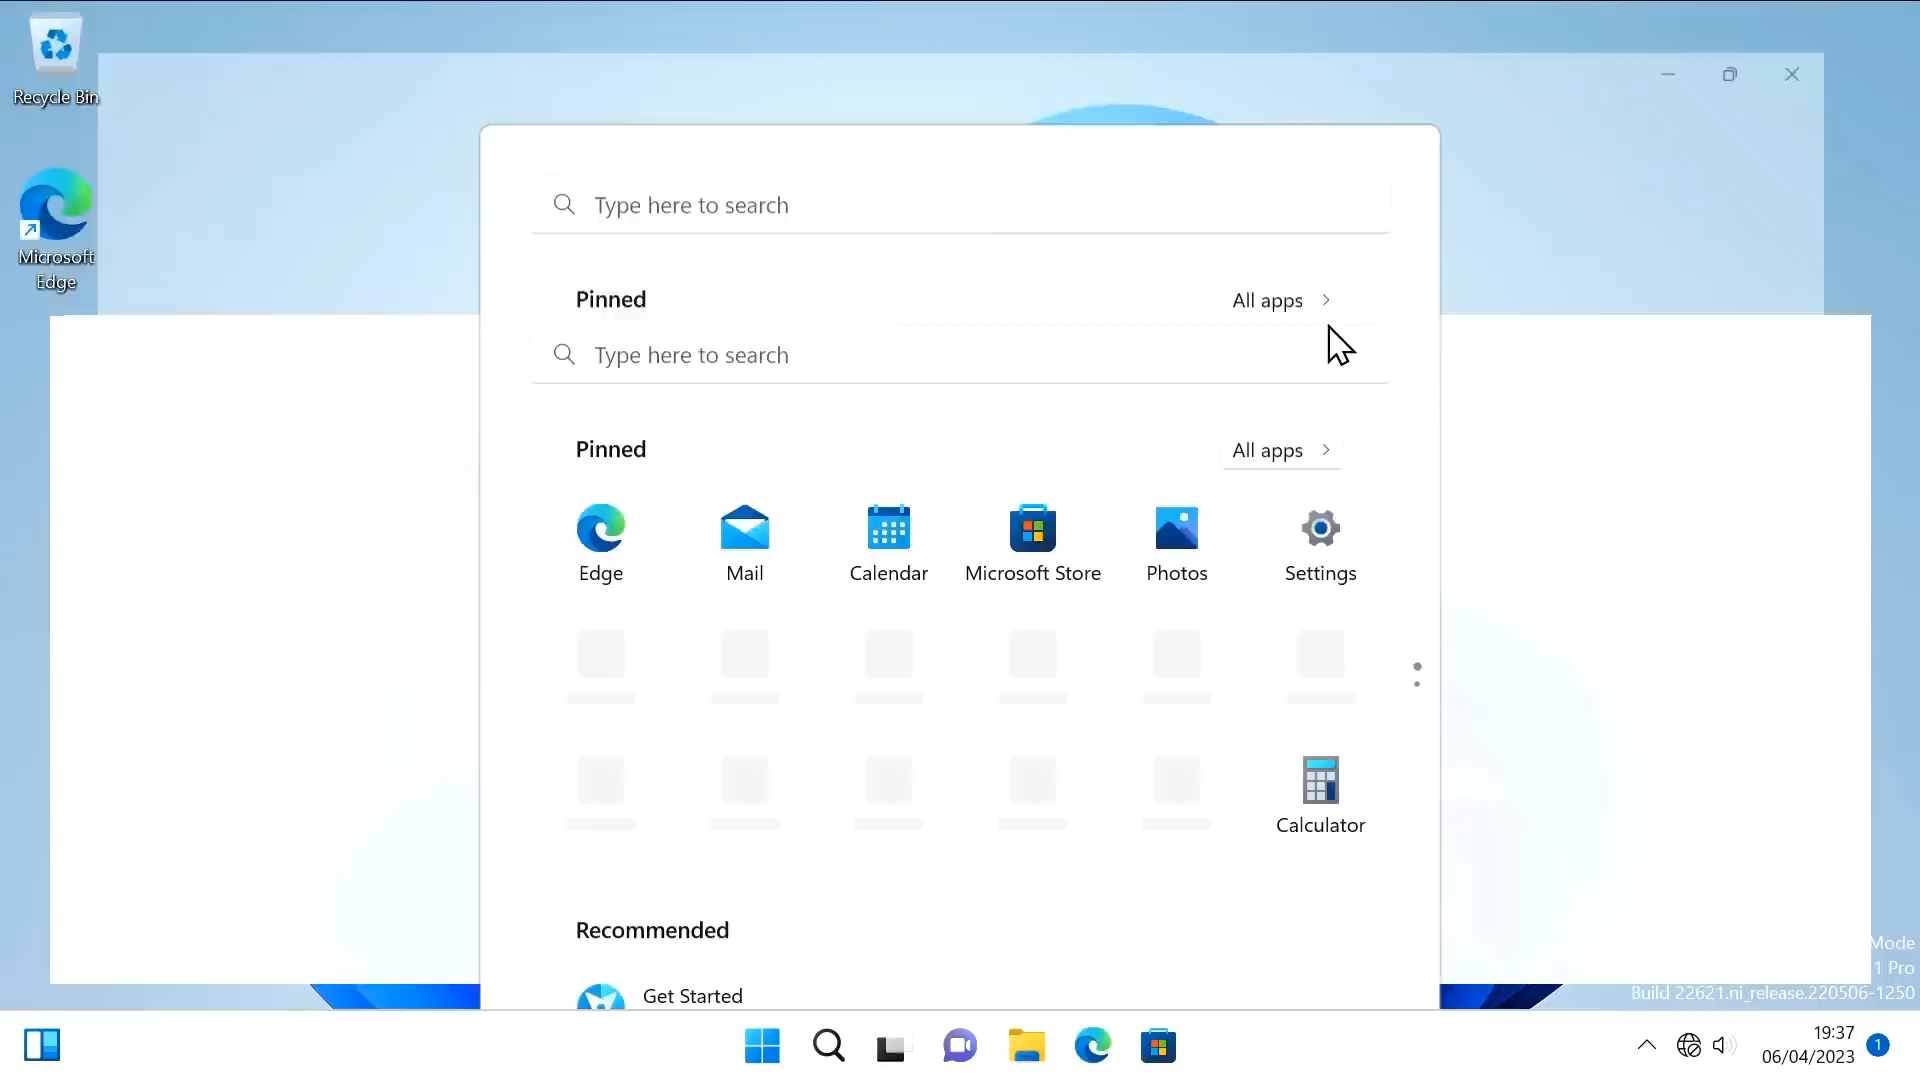 Recycle Bin
Microsoft
Edge
Type here to search
Pinned
All apps
Type here to search
Pinned
All apps
Edge
Mail
Calendar
Microsoft Store
Photos
Settings
Calculator
Recommended
Get Started
Mode
1 Pro
Build 22621.ni_release.220506-1250
19:37
06/04/2023
1